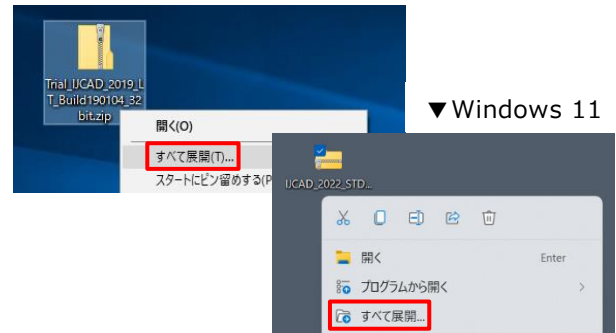 Trial_IJCAD_2019_L
T_Build190104_32
bit.zip
開く(O)
すべて展開(T)...
スタートにピン留めする(P
▼Windows 11
IJCAD_2022_STD...
開く Enter
プログラムから開く >
すべて展開...